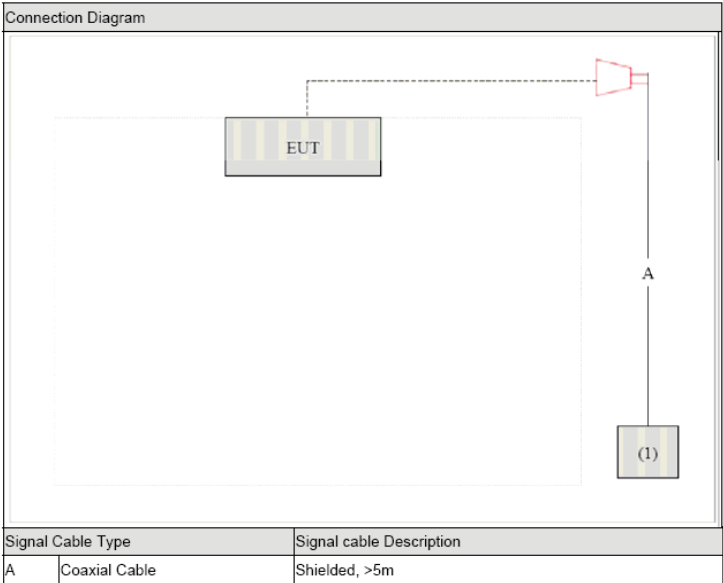 Connection Diagram
EUT
A
(1)
Signal Cable Type Signal cable Description
A Coaxial Cable Shielded, >5m